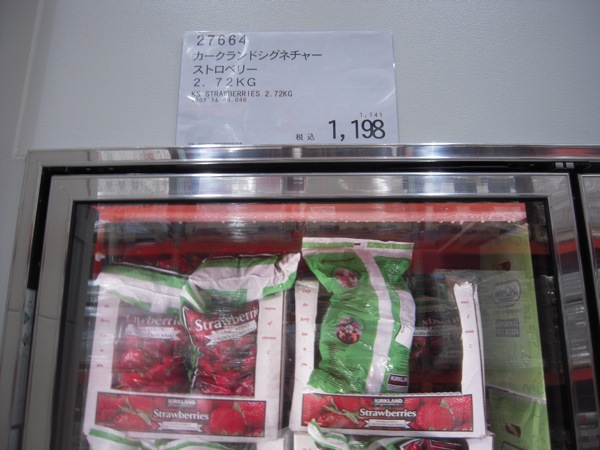 27664
カークランドシグネチャー
ストロベリー
2.72KG
KS STRAWBERRIES 2.72KG
1,141
税込 1,198
Strawberries
Strawberries
KIRKLAND
Strawberries
KIRKLAND
Strawberries
KIRKLAND